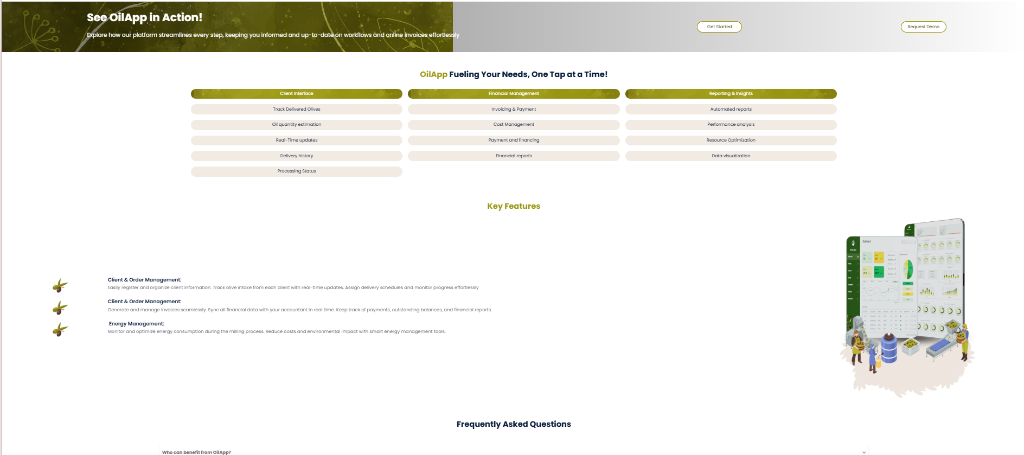 See OilApp in Action!
Explore how our platform streamlines every step, keeping you informed and up-to-date on workflows and online invoices effortlessly
Get Started
Request Demo
OilApp Fueling Your Needs, One Tap at a Time!
Client Interface
Financial Management
Reporting & Insights
Track Delivered Olives
Invoicing & Payment
Automated reports
Oil quantity estimation
Cost Management
Performance analysis
Real-Time updates
Payment and Financing
Resource Optimization
Delivery history
Financial reports
Data visualization
Processing Status
Key Features
Client & Order Management:
Easily register and organize client information. Track olive intake from each client with real-time updates. Assign delivery schedules and monitor progress effortlessly.
Client & Order Management:
Generate and manage invoices seamlessly. Sync all financial data with your accountant in real time. Keep track of payments, outstanding balances, and financial reports.
Energy Management:
Monitor and optimize energy consumption during the milling process. Reduce costs and environmental impact with smart energy management tools.
Frequently Asked Questions
Who can benefit from OilApp?